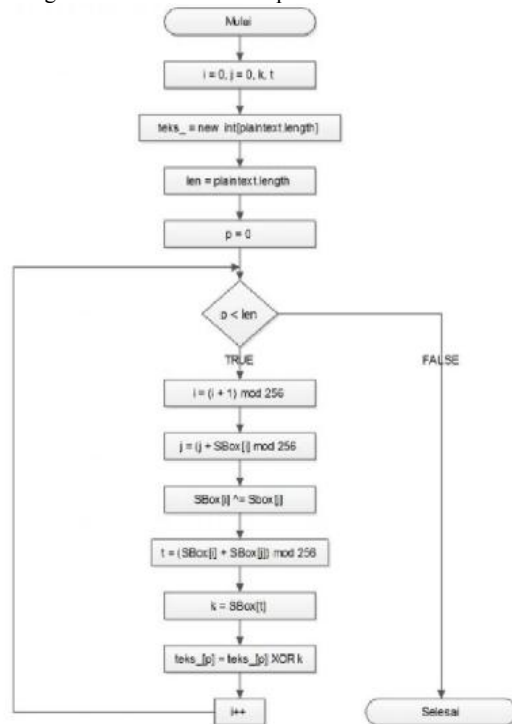 Mulai
i = 0, j = 0, k, t
teks_ = new int[plaintext.length]
len = plaintext.length
p = 0
p < len
TRUE
FALSE
i = (i + 1) mod 256
j = (j + SBox[i] mod 256
SBox[i] ^= Sbox[j]
t = (SBox[i] + SBox[j]) mod 256
k = SBox[t]
teks_[p] = teks_[p] XOR k
i++
Selesai